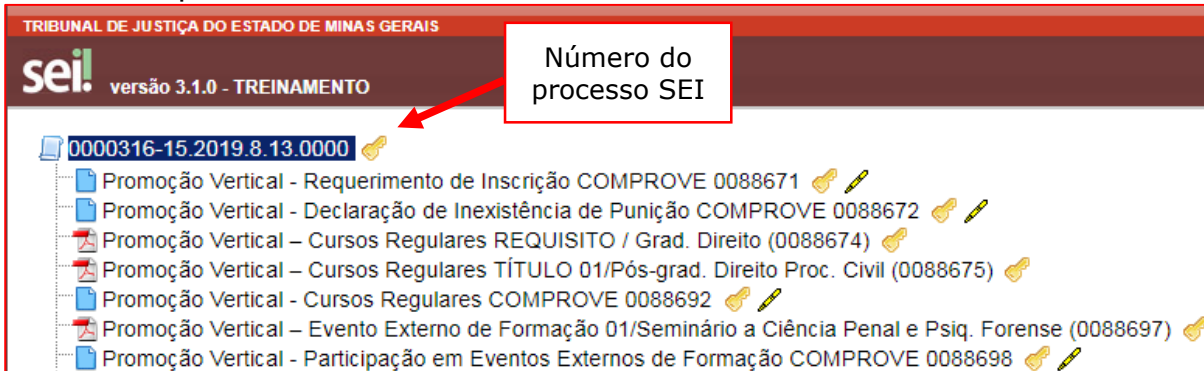 TRIBUNAL DE JUSTIÇA DO ESTADO DE MINAS GERAIS
sei! versão 3.1.0 - TREINAMENTO
Número do
processo SEI
0000316-15.2019.8.13.0000
Promoção Vertical - Requerimento de Inscrição COMPROVE 0088671
Promoção Vertical - Declaração de Inexistência de Punição COMPROVE 0088672
Promoção Vertical – Cursos Regulares REQUISITO / Grad. Direito (0088674)
Promoção Vertical – Cursos Regulares TÍTULO 01/Pós-grad. Direito Proc. Civil (0088675)
Promoção Vertical - Cursos Regulares COMPROVE 0088692
Promoção Vertical – Evento Externo de Formação 01/Seminário a Ciência Penal e Psiq. Forense (0088697)
Promoção Vertical - Participação em Eventos Externos de Formação COMPROVE 0088698